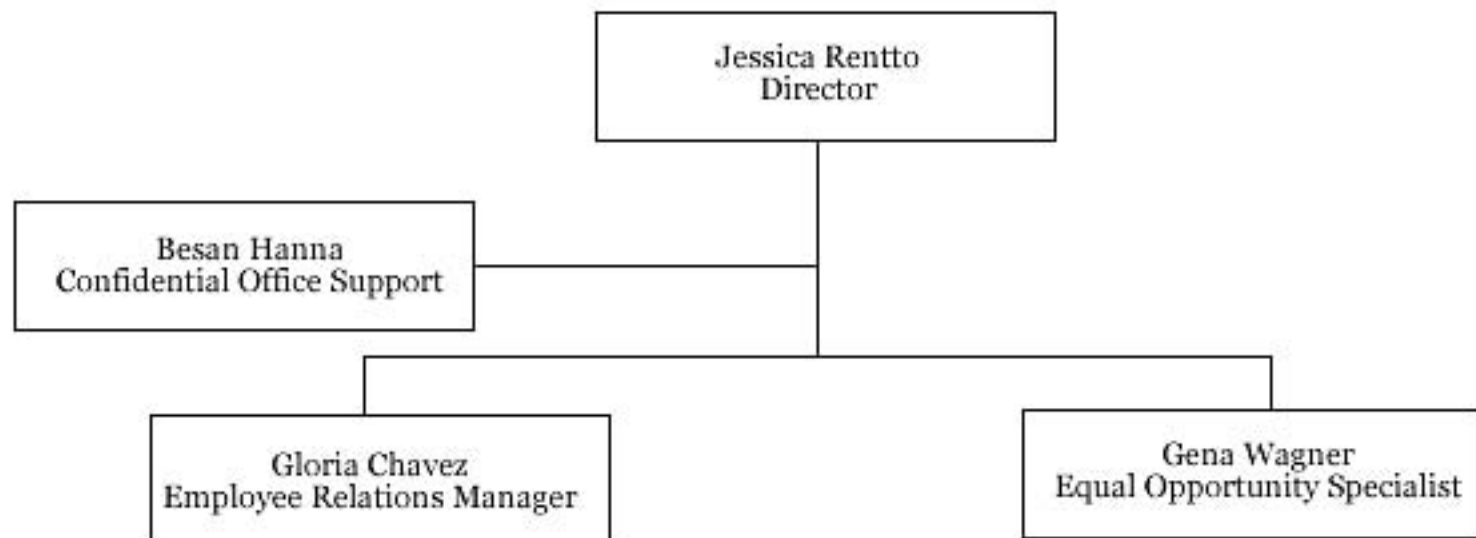 Jessica Rentto
Director
Besan Hanna
Confidential Office Support
Gloria Chavez
Employee Relations Manager
Gena Wagner
Equal Opportunity Specialist